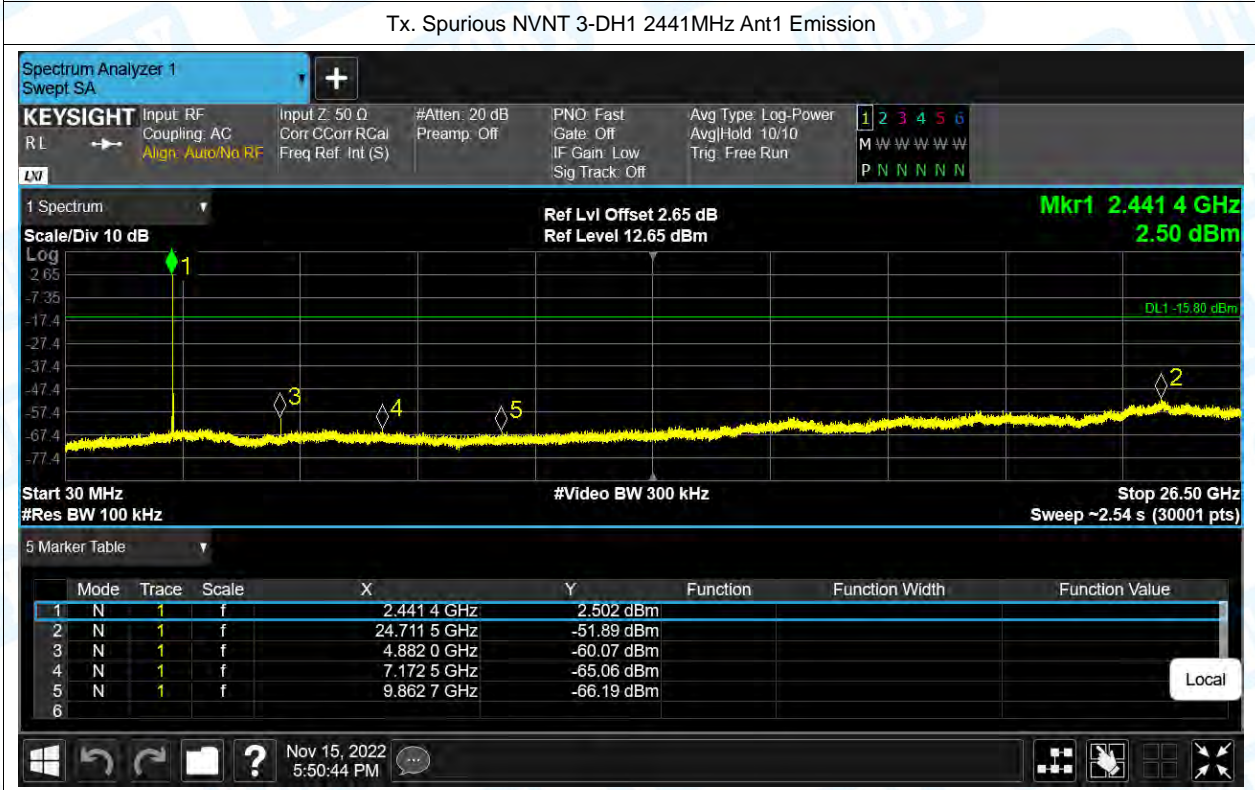 Tx. Spurious NVNT 3-DH1 2441MHz Ant1 Emission
Spectrum Analyzer 1
Swept SA
+
KEYSIGHT Input: RF Input Z: 50 Ω #Atten: 20 dB PNO: Fast Avg Type: Log-Power 1 2 3 4 5 6
RL Coupling: AC Corr CCorr RCal Preamp: Off Gate: Off Avg|Hold: 10/10 M W W W W W
Align: Auto/No RF Freq Ref: Int (S) IF Gain: Low Trig: Free Run P N N N N N
LXI Sig Track: Off
1 Spectrum Ref Lvl Offset 2.65 dB Mkr1 2.441 4 GHz
Scale/Div 10 dB Ref Level 12.65 dBm 2.50 dBm
Log
1
2.65
-7.35
DL1 -15.80 dBm
-17.4
-27.4
-37.4
2
-47.4
3
4
5
-57.4
-67.4
-77.4
Start 30 MHz #Video BW 300 kHz Stop 26.50 GHz
#Res BW 100 kHz Sweep ~2.54 s (30001 pts)
5 Marker Table
Mode Trace Scale X Y Function Function Width Function Value
1 N 1 f 2.441 4 GHz 2.502 dBm
2 N 1 f 24.711 5 GHz -51.89 dBm
3 N 1 f 4.882 0 GHz -60.07 dBm
4 N 1 f 7.172 5 GHz -65.06 dBm
5 N 1 f 9.862 7 GHz -66.19 dBm
6
Local
? Nov 15, 2022
5:50:44 PM